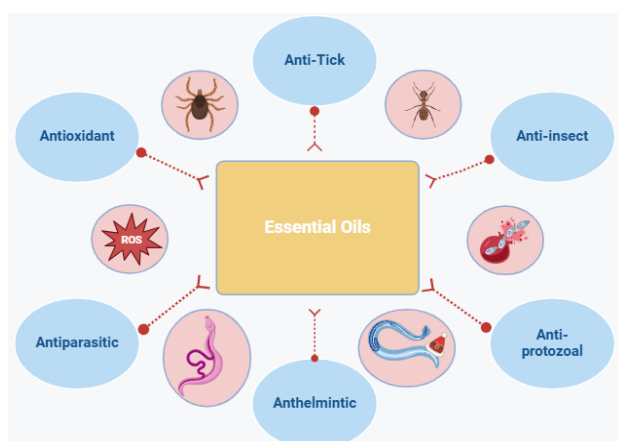 Anti-Tick
Antioxidant
Anti-insect
Essential Oils
ROS
Antiparasitic
Anti-
protozoal
Anthelmintic